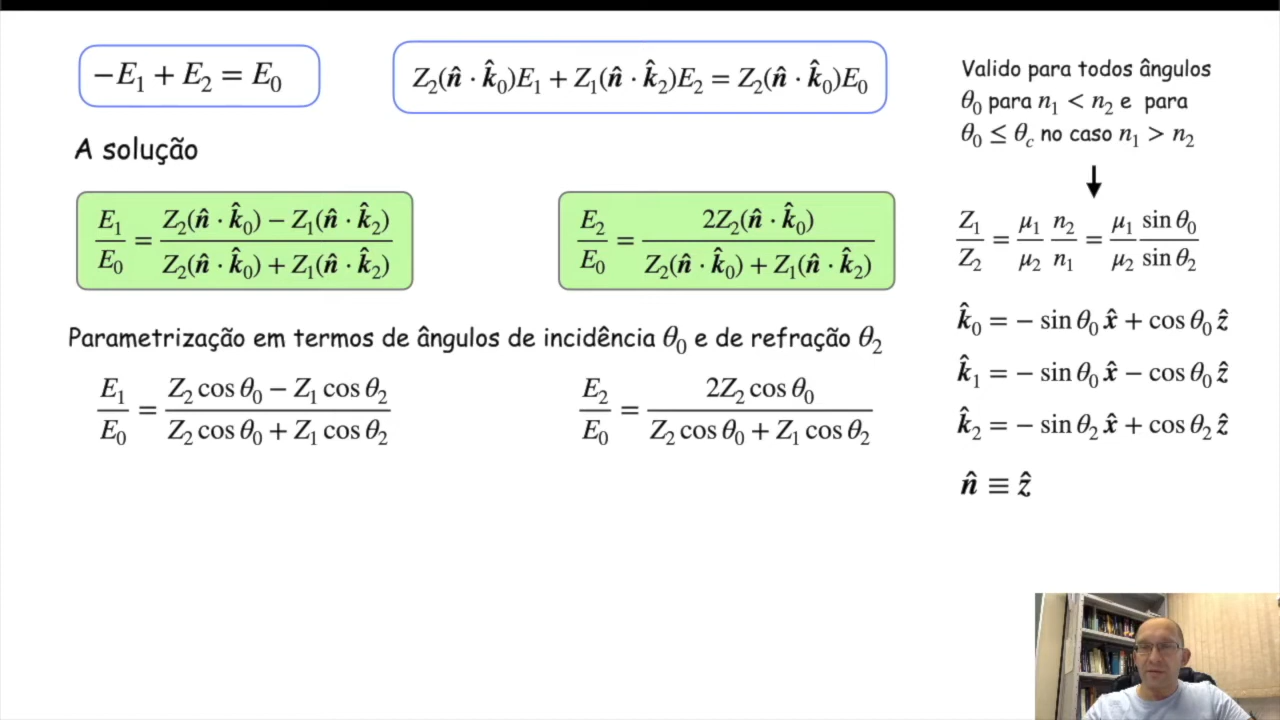 −E₁ + E₂ = E₀
Z₂(n̂ · k̂₀)E₁ + Z₁(n̂ · k̂₂)E₂ = Z₂(n̂ · k̂₀)E₀
A solução
E₁/E₀ = (Z₂(n̂ · k̂₀) − Z₁(n̂ · k̂₂))/(Z₂(n̂ · k̂₀) + Z₁(n̂ · k̂₂))
E₂/E₀ = 2Z₂(n̂ · k̂₀)/(Z₂(n̂ · k̂₀) + Z₁(n̂ · k̂₂))
Parametrização em termos de ângulos de incidência θ₀ e de refração θ₂
E₁/E₀ = (Z₂ cos θ₀ − Z₁ cos θ₂)/(Z₂ cos θ₀ + Z₁ cos θ₂)
E₂/E₀ = 2Z₂ cos θ₀/(Z₂ cos θ₀ + Z₁ cos θ₂)
Valido para todos ângulos
θ₀ para n₁ < n₂ e para
θ₀ ≤ θ_c no caso n₁ > n₂
Z₁/Z₂ = μ₁/μ₂ n₂/n₁ = μ₁/μ₂ sin θ₀/sin θ₂
k̂₀ = − sin θ₀ x̂ + cos θ₀ ẑ
k̂₁ = − sin θ₀ x̂ − cos θ₀ ẑ
k̂₂ = − sin θ₂ x̂ + cos θ₂ ẑ
n̂ ≡ ẑ